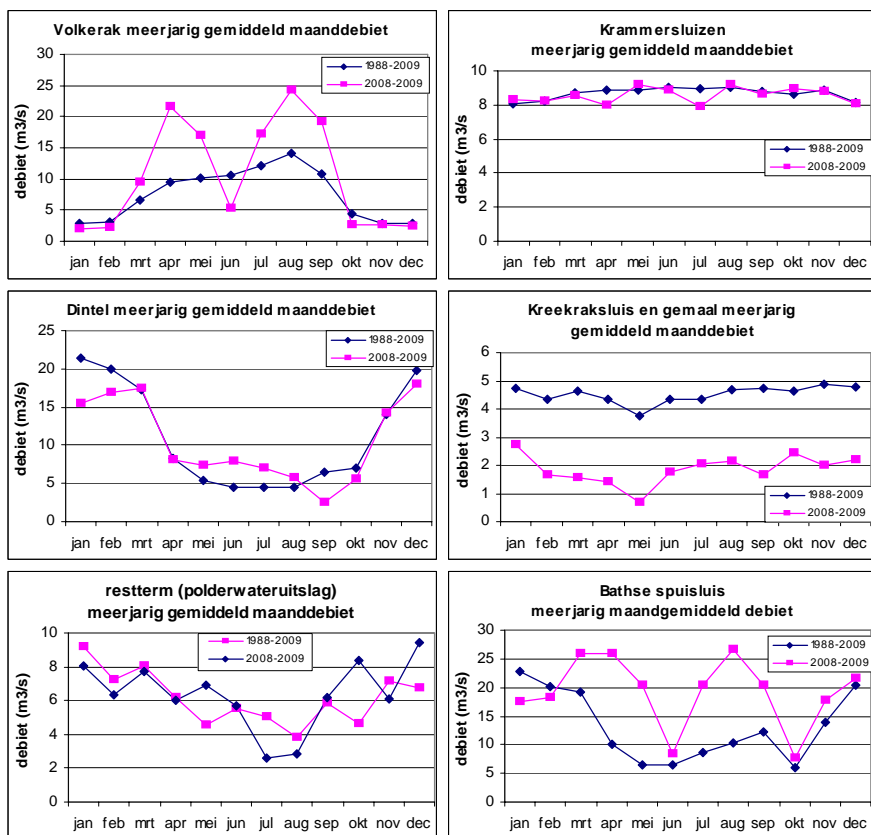 Volkerak meerjarig gemiddeld maanddebiet
debiet (m3/s)
30
25
20
15
10
5
0
1988-2009
2008-2009
jan feb mrt apr mei jun jul aug sep okt nov dec
Krammersluizen
meerjarig gemiddeld maanddebiet
debiet (m3/s
10
8
6
4
2
0
1988-2009
2008-2009
jan feb mrt apr mei jun jul aug sep okt nov dec
Dintel meerjarig gemiddeld maanddebiet
debiet (m3/s)
25
20
15
10
5
0
1988-2009
2008-2009
jan feb mrt apr mei jun jul aug sep okt nov dec
Kreekraksluis en gemaal meerjarig
gemiddeld maanddebiet
debiet (m3/s)
6
5
4
3
2
1
0
1988-2009
2008-2009
jan feb mrt apr mei jun jul aug sep okt nov dec
restterm (polderwateruitslag)
meerjarig gemiddeld maanddebiet
debiet (m3/s)
10
8
6
4
2
0
1988-2009
2008-2009
jan feb mrt apr mei jun jul aug sep okt nov dec
Bathse spuisluis
meerjarig maandgemiddeld debiet
debiet (m3/s)
30
25
20
15
10
5
0
1988-2009
2008-2009
jan feb mrt apr mei jun jul aug sep okt nov dec